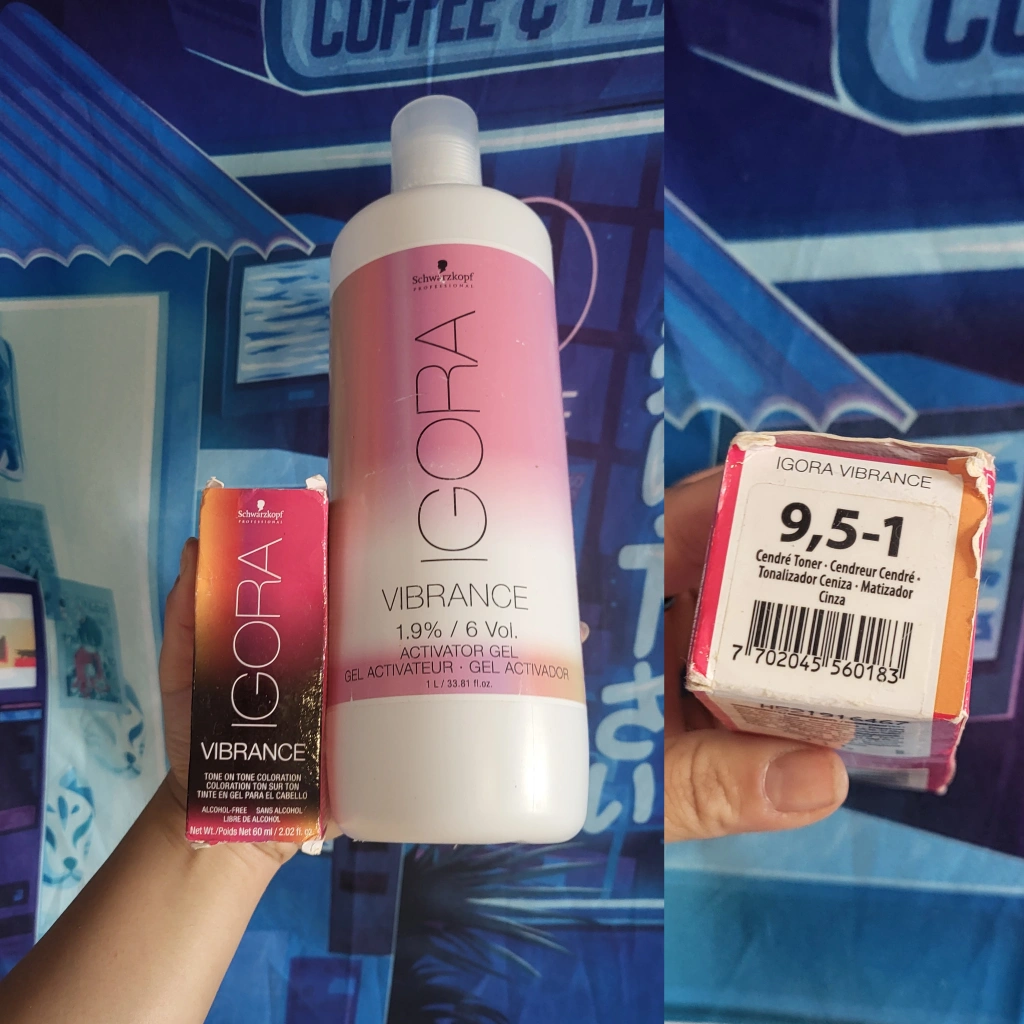 COFFEE & TEA
Schwarzkopf
PROFESSIONAL
IGORA
VIBRANCE
1.9% / 6 Vol.
ACTIVATOR GEL
GEL ACTIVATEUR · GEL ACTIVADOR
1 L / 33.81 fl.oz.
Schwarzkopf
PROFESSIONAL
IGORA
VIBRANCE
TONE ON TONE COLORATION
COLORATION TON SUR TON
TINTE EN GEL PARA EL CABELLO
ALCOHOL-FREE SANS ALCOHOL
LIBRE DE ALCOHOL
Net Wt./Poids Net 60 ml / 2.02 fl. oz
IGORA VIBRANCE
9,5-1
Cendré Toner · Cendreur Cendré ·
Tonalizador Ceniza · Matizador
Cinza
7 702045 560183